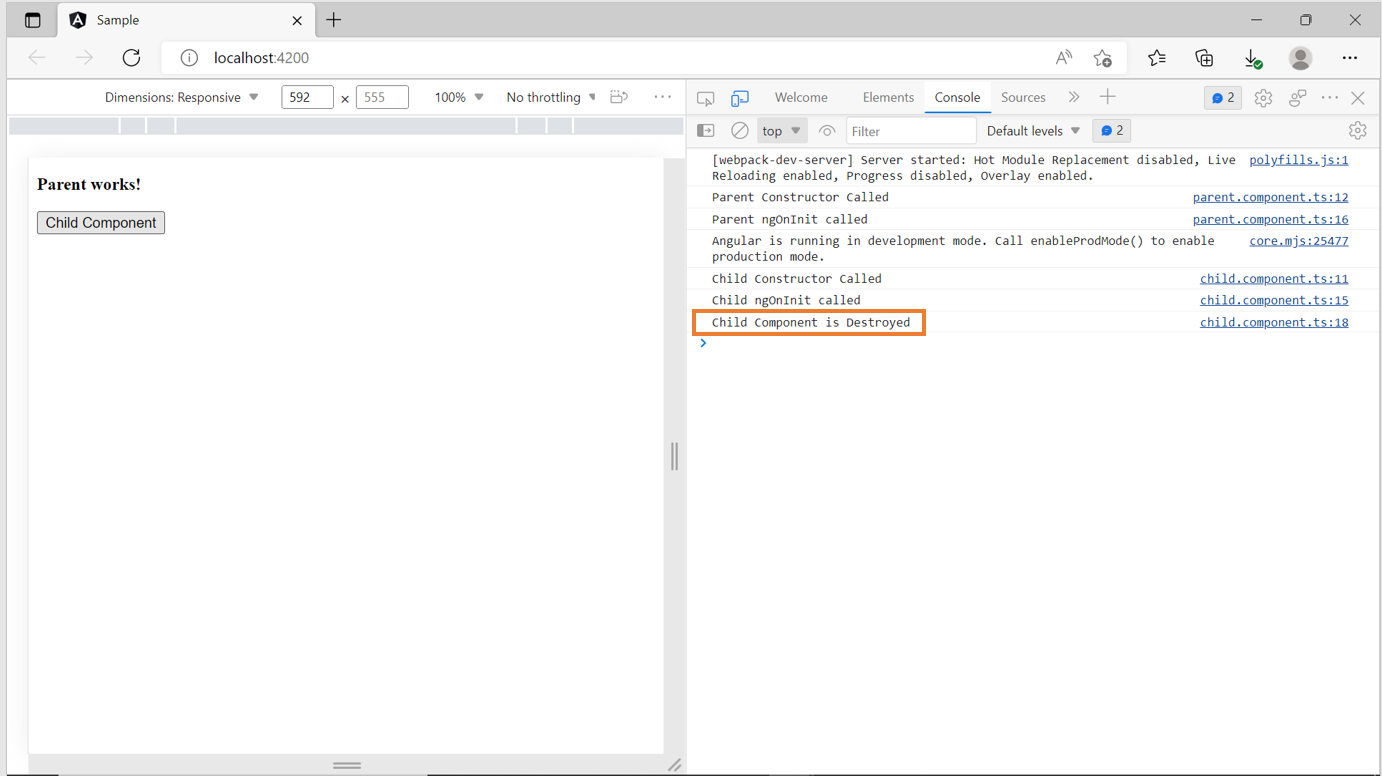 Sample
localhost:4200
Dimensions: Responsive 592 x 555 100% No throttling
Welcome Elements Console Sources 2
top Filter Default levels 2
Parent works!
Child Component
[webpack-dev-server] Server started: Hot Module Replacement disabled, Live polyfills.js:1
Reloading enabled, Progress disabled, Overlay enabled.
Parent Constructor Called parent.component.ts:12
Parent ngOnInit called parent.component.ts:16
Angular is running in development mode. Call enableProdMode() to enable core.mjs:25477
production mode.
Child Constructor Called child.component.ts:11
Child ngOnInit called child.component.ts:15
Child Component is Destroyed child.component.ts:18